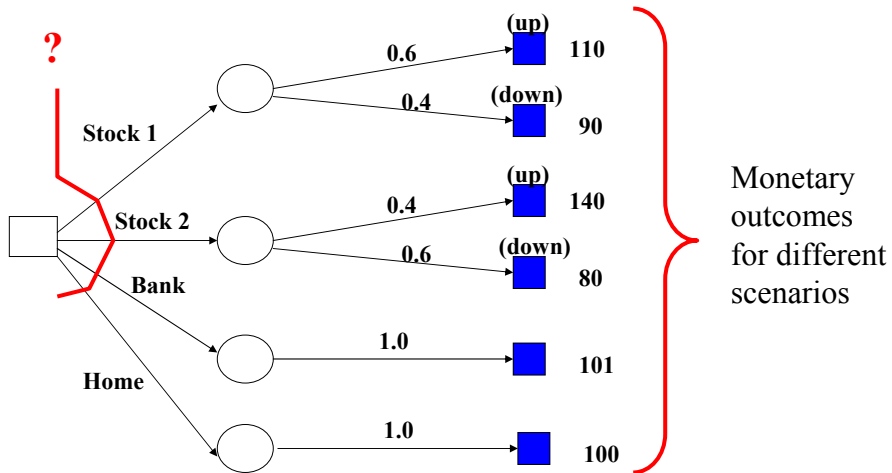 ?
(up)
0.6
110
Stock 1
0.4
(down)
90
(up)
Stock 2
0.4
140
0.6
(down)
80
Bank
1.0
101
Home
1.0
100
Monetary
outcomes
for different
scenarios